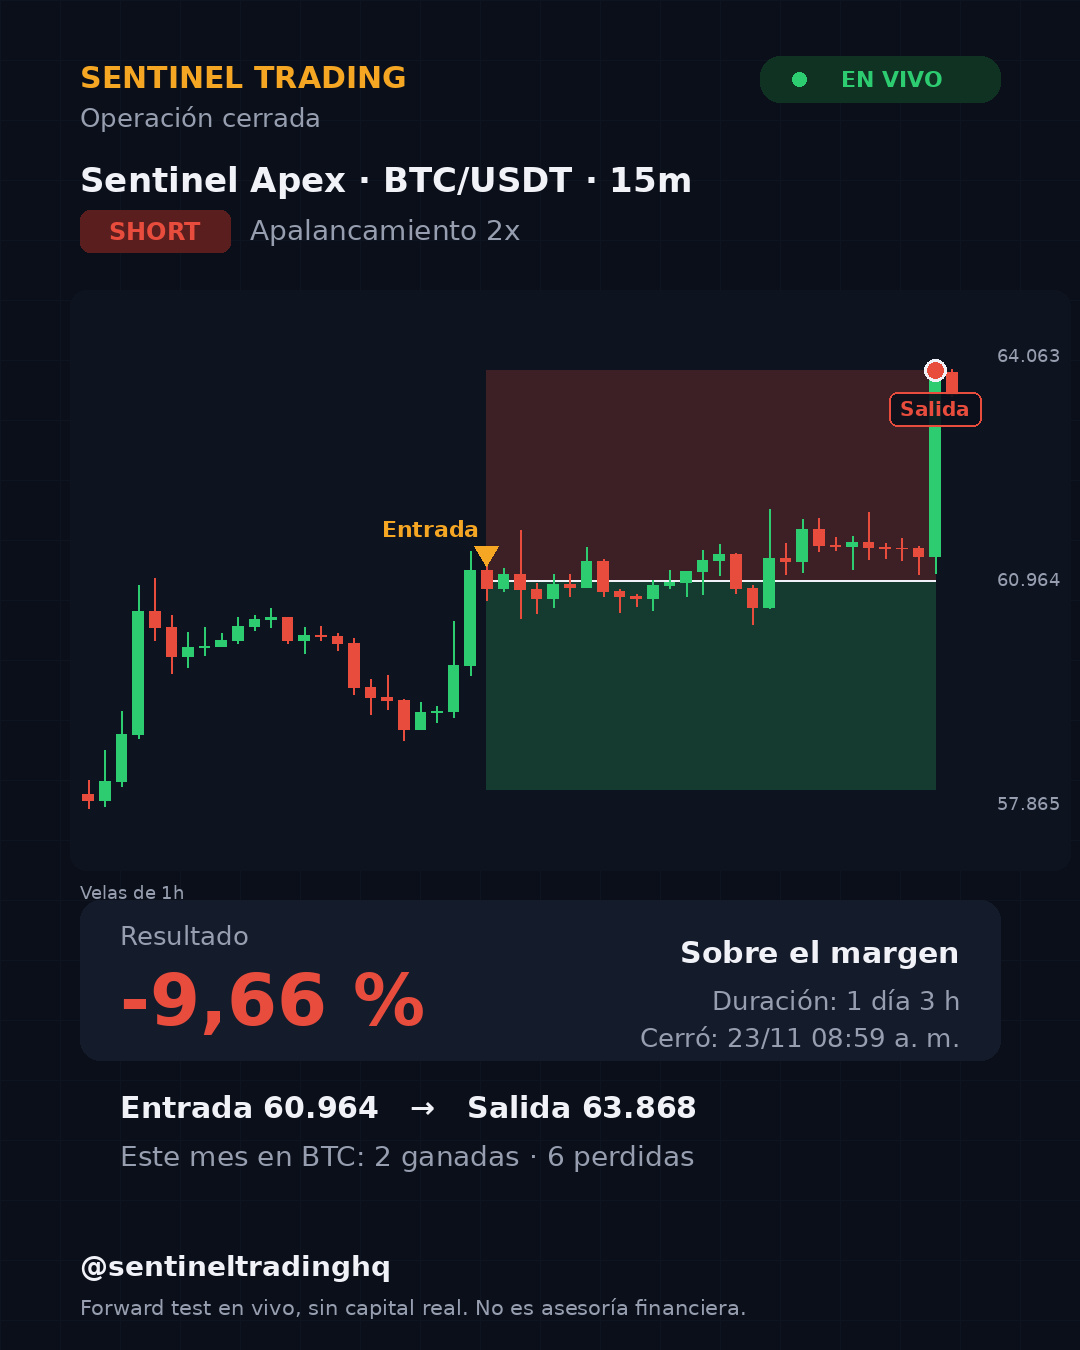 SENTINEL TRADING
EN VIVO
Operación cerrada
Sentinel Apex · BTC/USDT · 15m
SHORT
Apalancamiento 2x
64.063
Salida
Entrada
60.964
57.865
Velas de 1h
Resultado
-9,66 %
Sobre el margen
Duración: 1 día 3 h
Cerró: 23/11 08:59 a. m.
Entrada 60.964 → Salida 63.868
Este mes en BTC: 2 ganadas · 6 perdidas
@sentineltradinghq
Forward test en vivo, sin capital real. No es asesoría financiera.